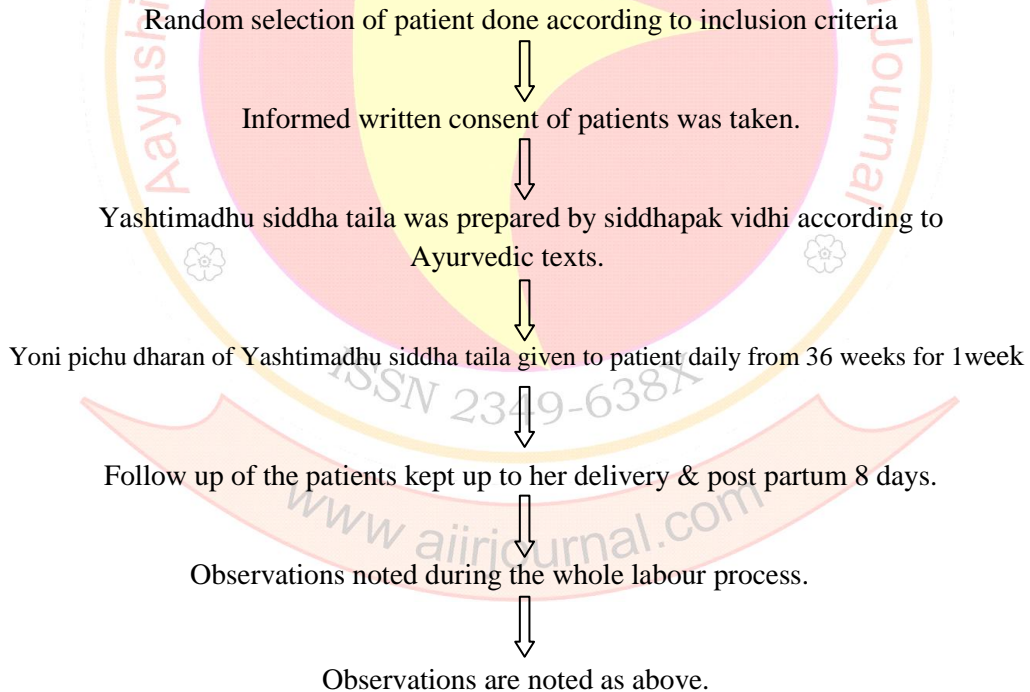 Random selection of patient done according to inclusion criteria
Informed written consent of patients was taken.
Yashtimadhu siddha taila was prepared by siddhapak vidhi according to
Ayurvedic texts.
Yoni pichu dharan of Yashtimadhu siddha taila given to patient daily from 36 weeks for 1week
ISSN 2349-638X
Follow up of the patients kept up to her delivery & post partum 8 days.
www aiirjournal.com
Observations noted during the whole labour process.
Observations are noted as above.
Aayushi
Journal